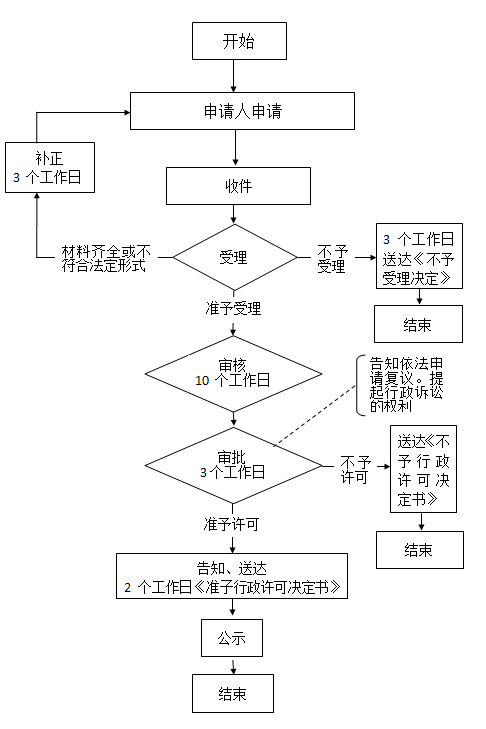 开始
申请人申请
补正
3 个工作日
收件
材料齐全或不
符合法定形式
受理
不予
受理
3 个工作日
送达《不予
受理决定》
结束
准予受理
审核
10 个工作日
告知依法申
请复议。提
起行政诉讼
的权利
审批
3个工作日
不予
许可
送达《不
予行政
许可决
定书》
结束
准予许可
告知、送达
2 个工作日《准子行政许可决定书》
公示
结束